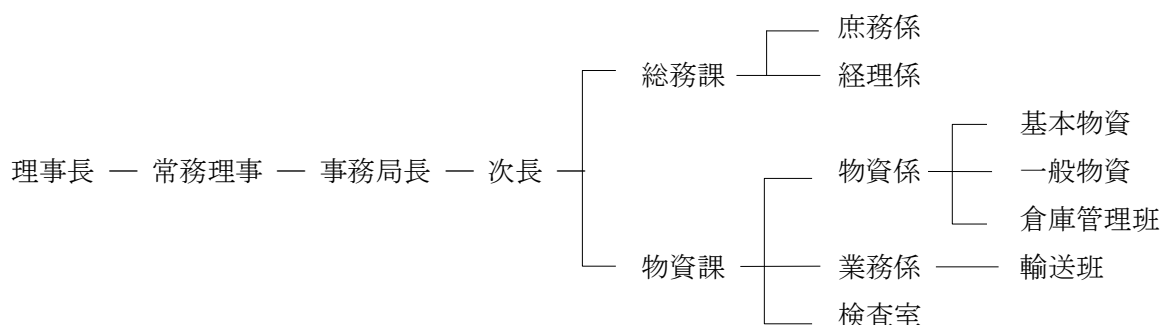 庶務係
総務課 経理係
基本物資
理事長 ― 常務理事 ― 事務局長 ― 次長 物資係 一般物資
倉庫管理班
物資課 業務係 輸送班
検査室